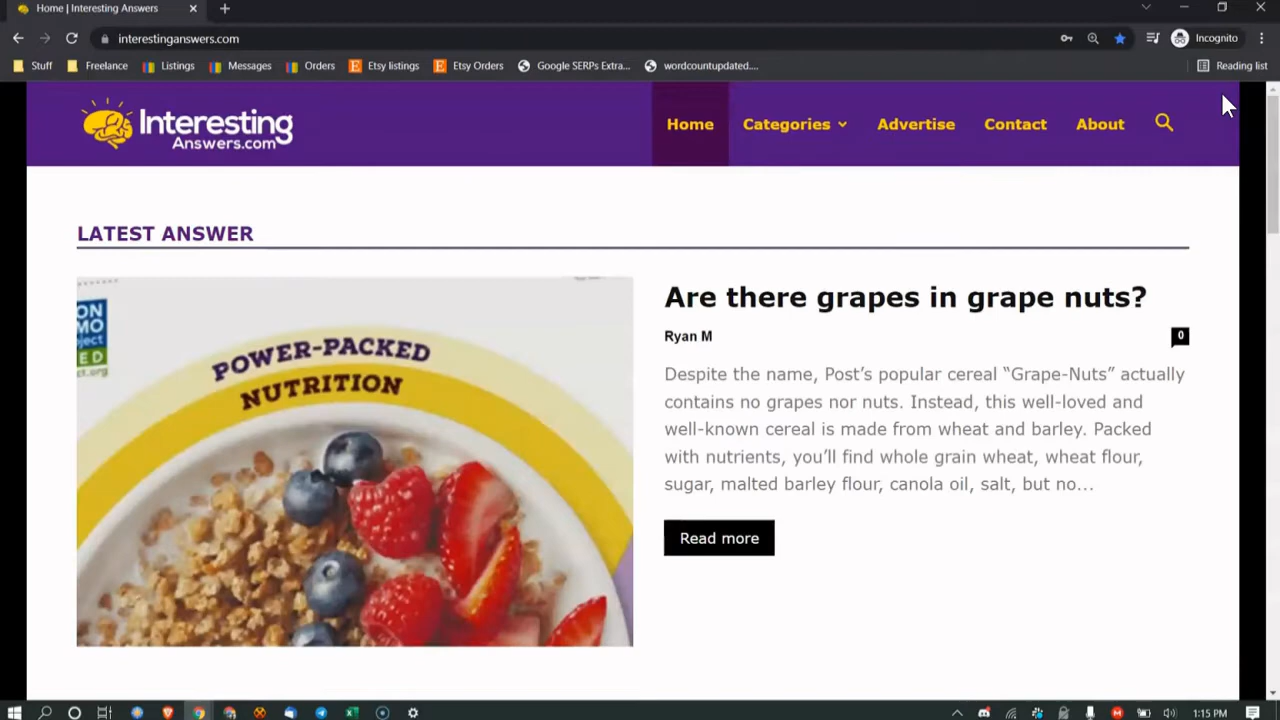 Home | Interesting Answers
interestinganswers.com
Incognito
Stuff
Freelance
Listings
Messages
Orders
Etsy listings
Etsy Orders
Google SERPs Extra...
wordcountupdated....
Reading list
Interesting
Answers.com
Home
Categories
Advertise
Contact
About
LATEST ANSWER
POWER-PACKED
NUTRITION
Are there grapes in grape nuts?
Ryan M
0
Despite the name, Post's popular cereal “Grape-Nuts” actually
contains no grapes nor nuts. Instead, this well-loved and
well-known cereal is made from wheat and barley. Packed
with nutrients, you'll find whole grain wheat, wheat flour,
sugar, malted barley flour, canola oil, salt, but no...
Read more
1:15 PM